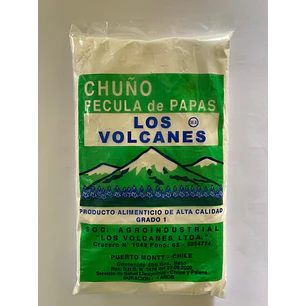 CHUÑO
FECULA de PAPAS
LOS
VOLCANES
PRODUCTO ALIMENTICIO DE ALTA CALIDAD
GRADO 1
SOC. AGROINDUSTRIAL
"LOS VOLCANES LTDA."
PUERTO MONTT - CHILE